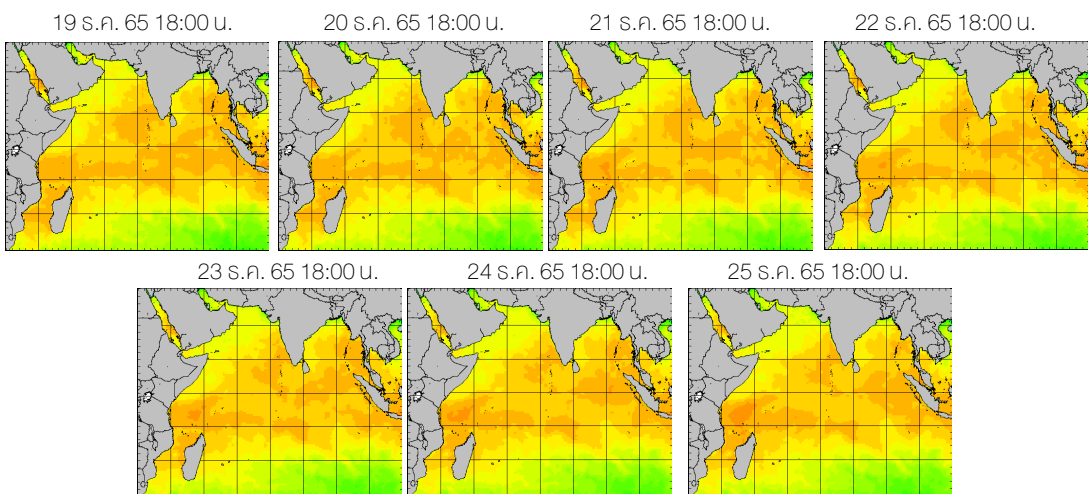 19 ธ.ค. 65 18:00 น.
20 ธ.ค. 65 18:00 น.
21 ธ.ค. 65 18:00 น.
22 ธ.ค. 65 18:00 น.
23 ธ.ค. 65 18:00 น.
24 ธ.ค. 65 18:00 น.
25 ธ.ค. 65 18:00 น.